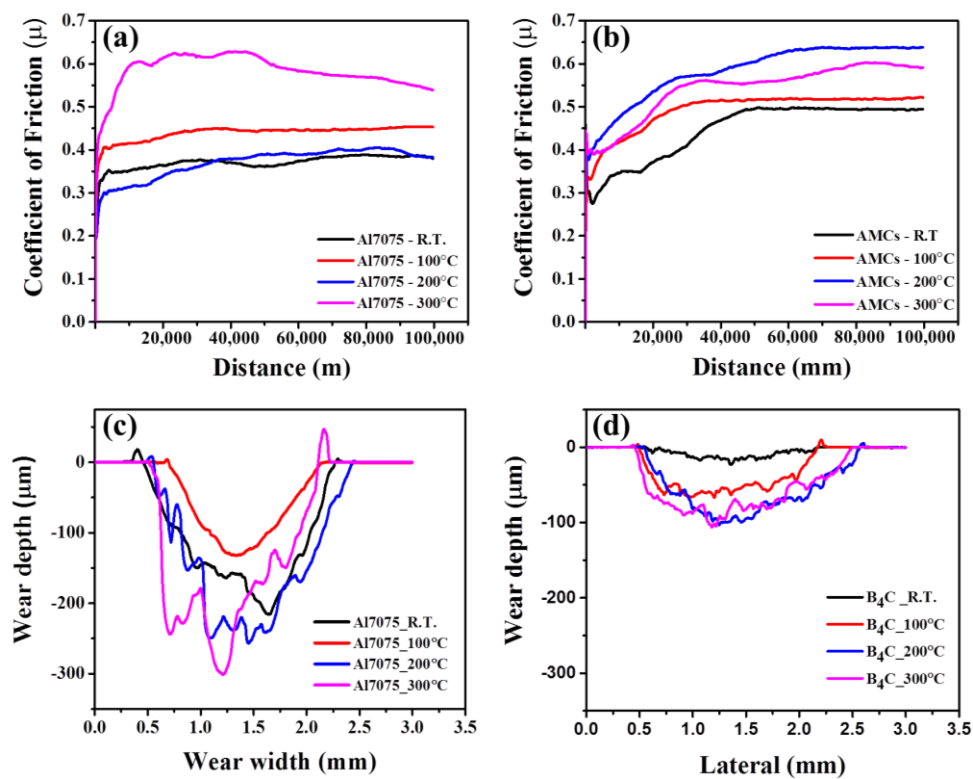 (a)
Coefficient of Friction (μ)
0.7
0.6
0.5
0.4
0.3
0.2
0.1
0.0
Al7075 - R.T.
Al7075 - 100°C
Al7075 - 200°C
Al7075 - 300°C
20,000 40,000 60,000 80,000 100,000
Distance (m)
(b)
Coefficient of Friction (μ)
0.7
0.6
0.5
0.4
0.3
0.2
0.1
0.0
AMCs - R.T
AMCs - 100°C
AMCs - 200°C
AMCs - 300°C
20,000 40,000 60,000 80,000 100,000
Distance (mm)
(c)
Wear depth (μm)
0
-100
-200
-300
Al7075_R.T.
Al7075_100°C
Al7075_200°C
Al7075_300°C
0.0 0.5 1.0 1.5 2.0 2.5 3.0 3.5
Wear width (mm)
(d)
Wear depth (μm)
0
-100
-200
-300
B₄C _R.T.
B₄C_100°C
B₄C_200°C
B₄C_300°C
0.0 0.5 1.0 1.5 2.0 2.5 3.0 3.5
Lateral (mm)